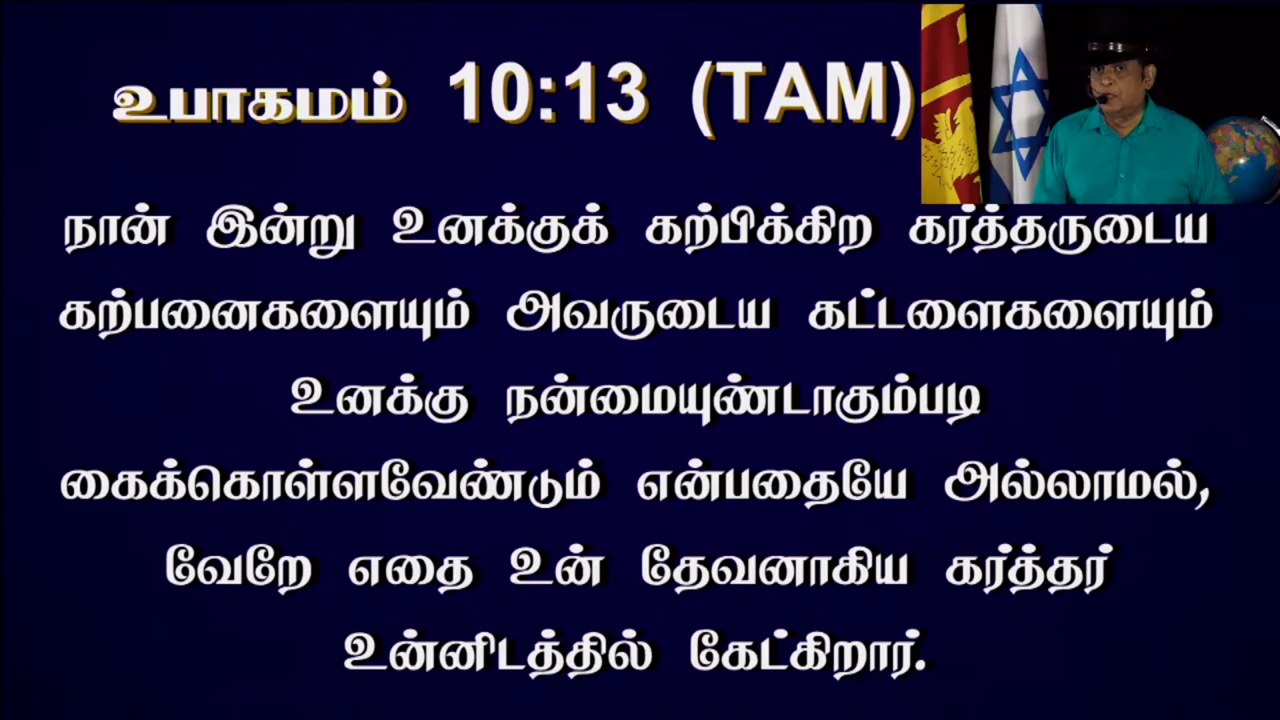 உபாகமம் 10:13 (TAM)
நான் இன்று உனக்குக் கற்பிக்கிற கர்த்தருடைய
கற்பனைகளையும் அவருடைய கட்டளைகளையும்
உனக்கு நன்மையுண்டாகும்படி
கைக்கொள்ளவேண்டும் என்பதையே அல்லாமல்,
வேறே எதை உன் தேவனாகிய கர்த்தர்
உன்னிடத்தில் கேட்கிறார்.